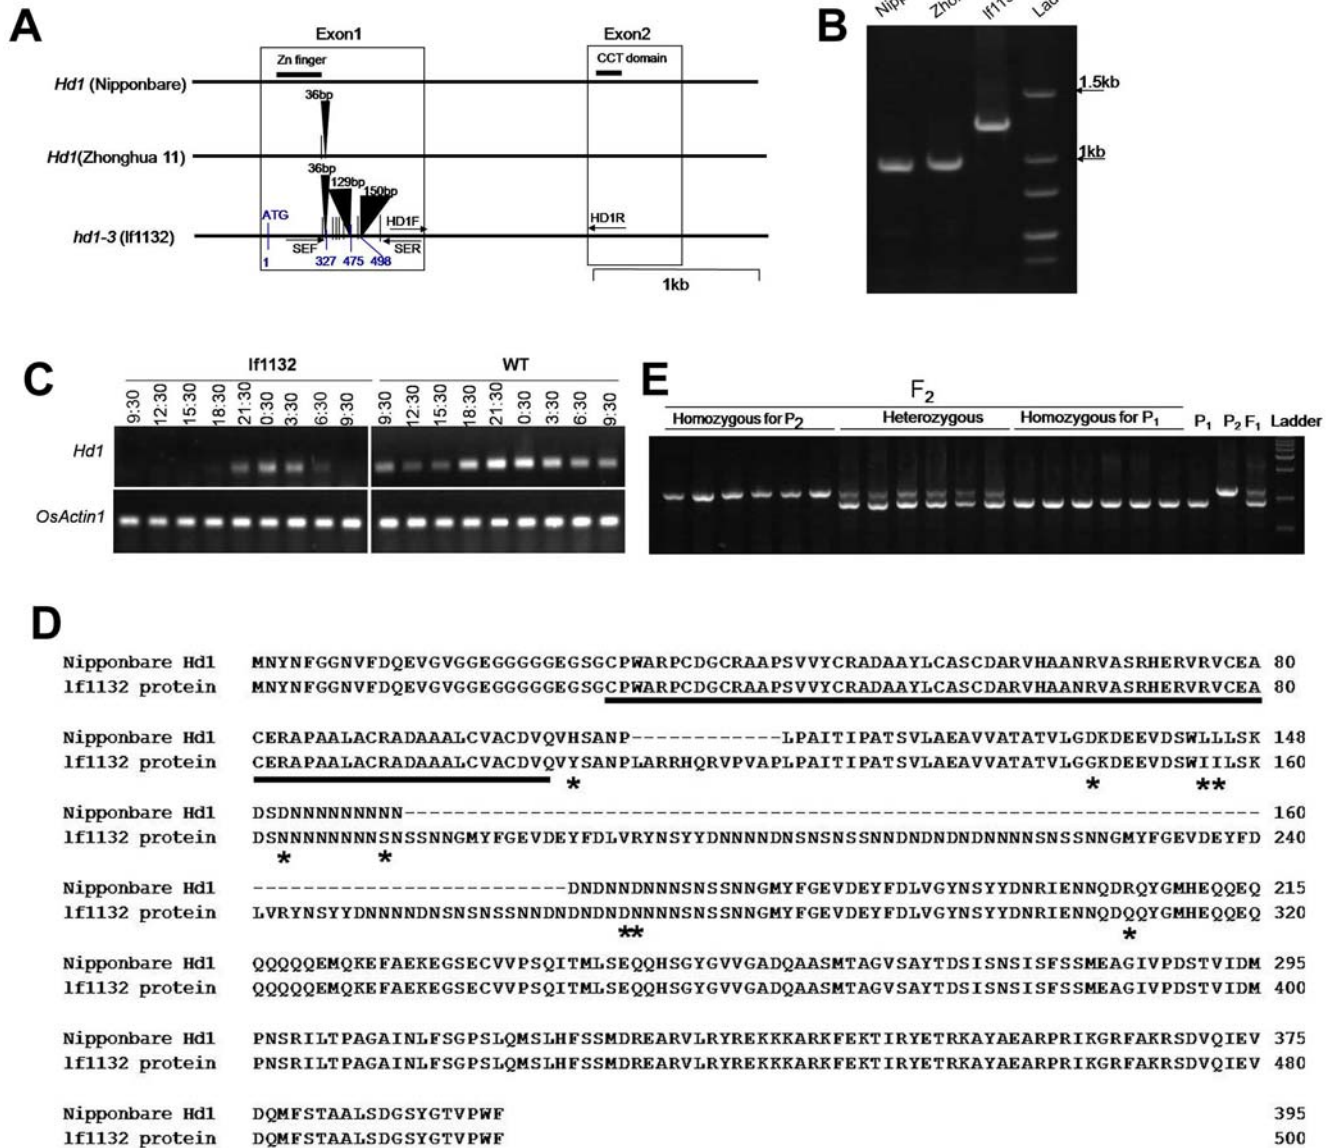 A
Exon1
Exon2
Zn finger
CCT domain
Hd1 (Nipponbare)
36bp
Hd1(Zhonghua 11)
36bp
129bp
150bp
ATG
HD1F
HD1R
hd1-3 (lf1132)
SEF
SER
1
327
475
498
1kb
B
1.5kb
1kb
C
lf1132
WT
9:30
12:30
15:30
18:30
21:30
0:30
3:30
6:30
9:30
9:30
12:30
15:30
18:30
21:30
0:30
3:30
6:30
9:30
Hd1
OsActin1
E
F2
Homozygous for P2
Heterozygous
Homozygous for P1
P1 P2 F1 Ladder
D
Nipponbare Hd1 MNYNFGGNVFDQEVGVGGEGGGGGEGSGCPWARPCDGCRAAPSVVYCRADAAYLCASCDARVHAANRVASRHERVRVCEA 80
lf1132 protein MNYNFGGNVFDQEVGVGGEGGGGGEGSGCPWARPCDGCRAAPSVVYCRADAAYLCASCDARVHAANRVASRHERVRVCEA 80
Nipponbare Hd1 CERAPAALACRADAAALCVACDVQVHSANP------------LPAITIPATSVLAEAVVATATVLGDKDEEVDSWLLLSK 148
lf1132 protein CERAPAALACRADAAALCVACDVQVYSANPLARRHQRVPVAPLPAITIPATSVLAEAVVATATVLGGKDEEVDSWIILSK 160
* * **
Nipponbare Hd1 DSDNNNNNNNNN-------------------------------------------------------------------- 160
lf1132 protein DSNNNNNNNNSNSSNNGMYFGEVDEYFDLVRYNSYYDNNNNDNSNSNSSNNDNDNDNDNNNNSNSSNNGMYFGEVDEYFD 240
* *
Nipponbare Hd1 -------------------------DNDNNDNNNSNSSNNGMYFGEVDEYFDLVGYNSYYDNRIENNQDRQYGMHEQQEQ 215
lf1132 protein LVRYNSYYDNNNNDNSNSNSSNNDNDNDNDNNNNSNSSNNGMYFGEVDEYFDLVGYNSYYDNRIENNQDQQYGMHEQQEQ 320
** *
Nipponbare Hd1 QQQQQEMQKEFAEKEGSECVVPSQITMLSEQQHSGYGVVGADQAASMTAGVSAYTDSISNSISFSSMEAGIVPDSTVIDM 295
lf1132 protein QQQQQEMQKEFAEKEGSECVVPSQITMLSEQQHSGYGVVGADQAASMTAGVSAYTDSISNSISFSSMEAGIVPDSTVIDM 400
Nipponbare Hd1 PNSRILTPAGAINLFSGPSLQMSLHFSSMDREARVLRYREKKKARKFEKTIRYETRKAYAEARPRIKGRFAKRSDVQIEV 375
lf1132 protein PNSRILTPAGAINLFSGPSLQMSLHFSSMDREARVLRYREKKKARKFEKTIRYETRKAYAEARPRIKGRFAKRSDVQIEV 480
Nipponbare Hd1 DQMFSTAALSDGSYGTVPWF 395
lf1132 protein DQMFSTAALSDGSYGTVPWF 500